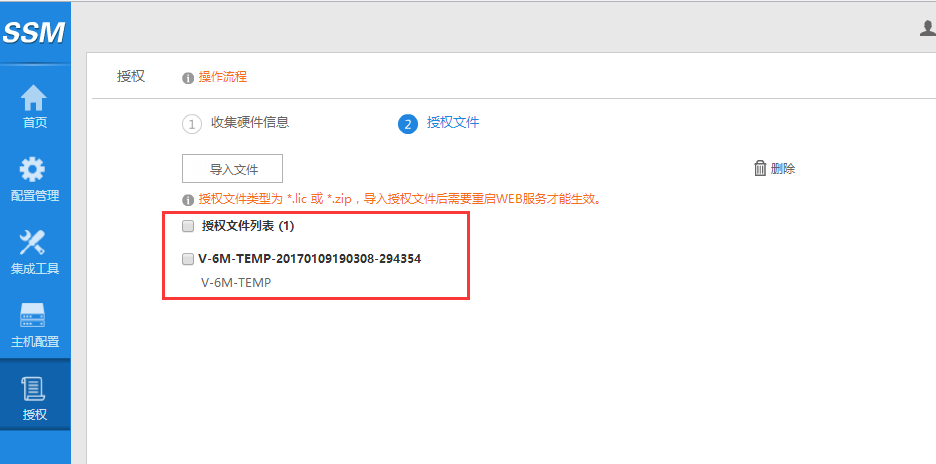 SSM
首页
配置管理
集成工具
主机配置
授权
授权 操作流程
1 收集硬件信息 2 授权文件
导入文件 删除
授权文件类型为 *.lic 或 *.zip，导入授权文件后需要重启WEB服务才能生效。
授权文件列表 (1)
V-6M-TEMP-20170109190308-294354
V-6M-TEMP